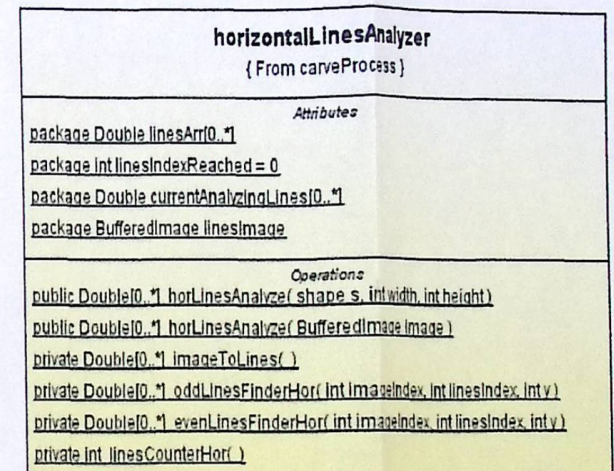 horizontalLinesAnalyzer
{ From carveProcess }
Attributes
package Double linesArr[0..*]
package int linesIndexReached = 0
package Double currentAnalyzingLines[0..*]
package BufferedImage linesImage
Operations
public Double[0..*] horLinesAnalyze( shape s, int width, int height )
public Double[0..*] horLinesAnalyze( BufferedImage image )
private Double[0..*] imageToLines( )
private Double[0..*] oddLinesFinderHor( int imageIndex, int linesIndex, int y )
private Double[0..*] evenLinesFinderHor( int imageIndex, int linesIndex, int y )
private int linesCounterHor( )